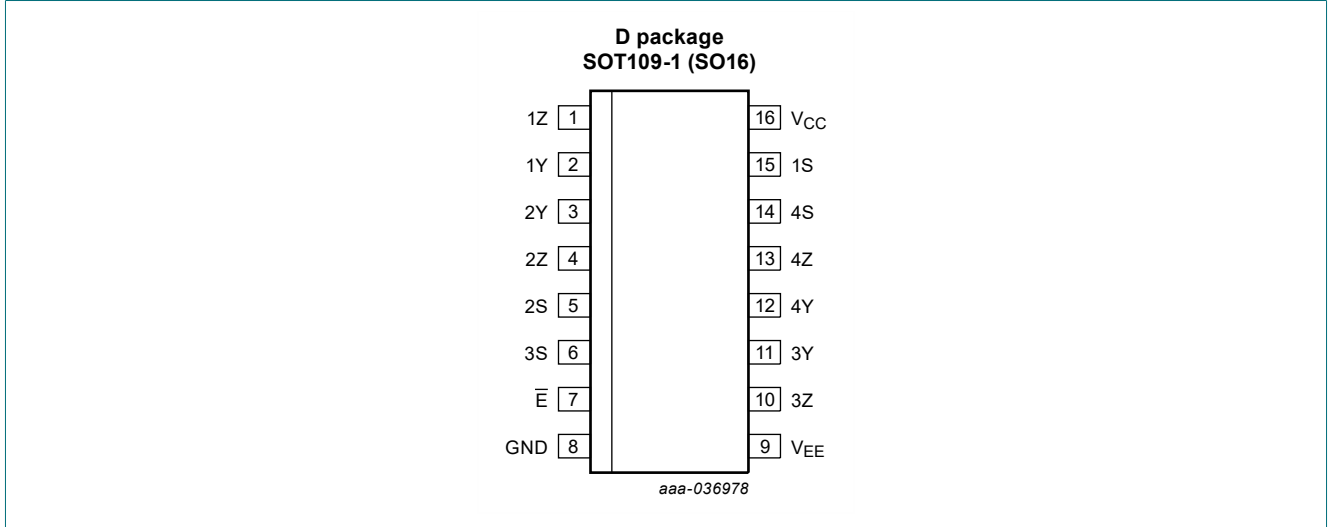 D package
SOT109-1 (SO16)
1Z 1 16 VCC
1Y 2 15 1S
2Y 3 14 4S
2Z 4 13 4Z
2S 5 12 4Y
3S 6 11 3Y
E̅ 7 10 3Z
GND 8 9 VEE
aaa-036978